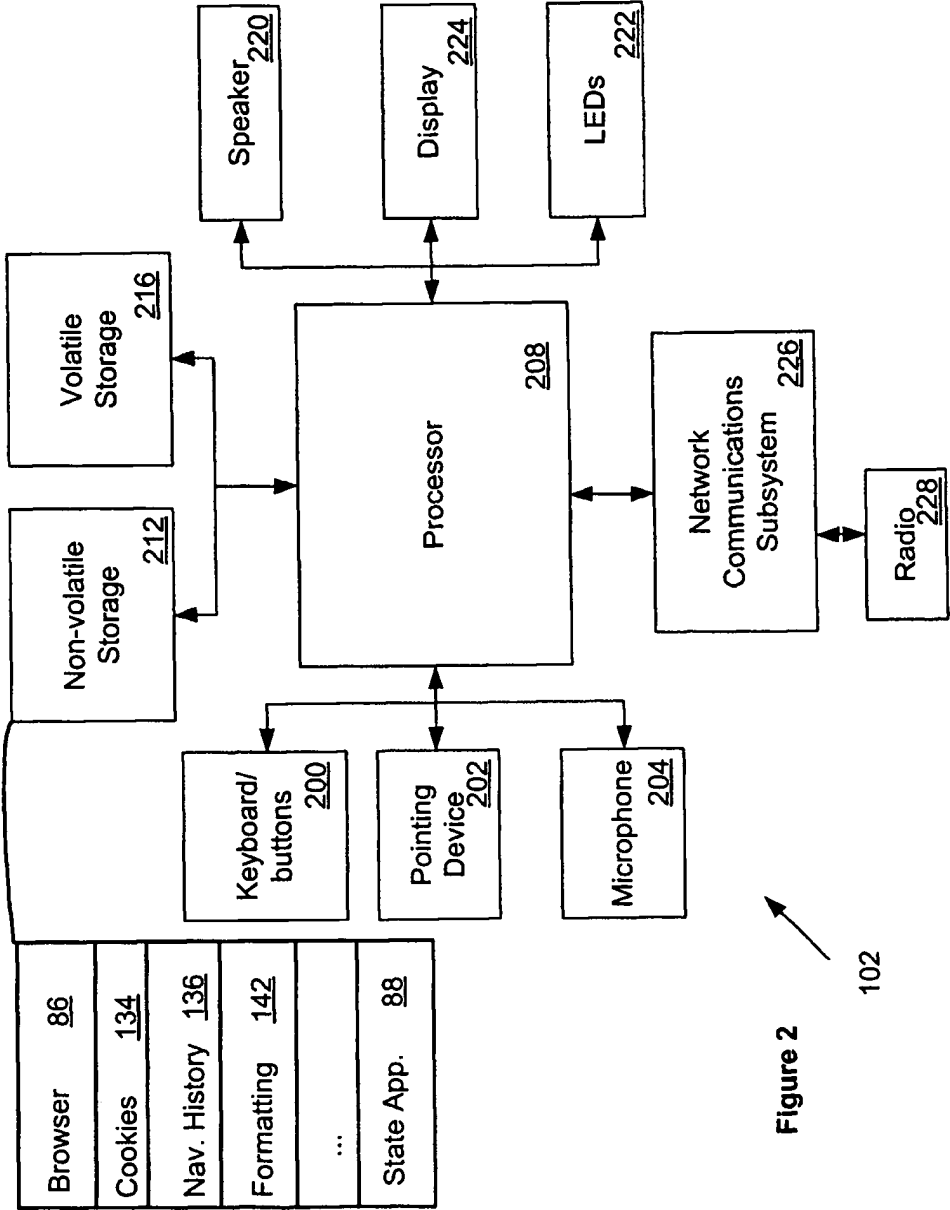 Browser 86
Cookies 134
Nav. History 136
Formatting 142
...
State App. 88
Non-volatile
Storage
212
Volatile
Storage
216
Keyboard/
buttons
200
Pointing
Device
202
Microphone
204
Processor
208
Speaker
220
Display
224
LEDs
222
Network
Communications
Subsystem
226
Radio
228
102
Figure 2